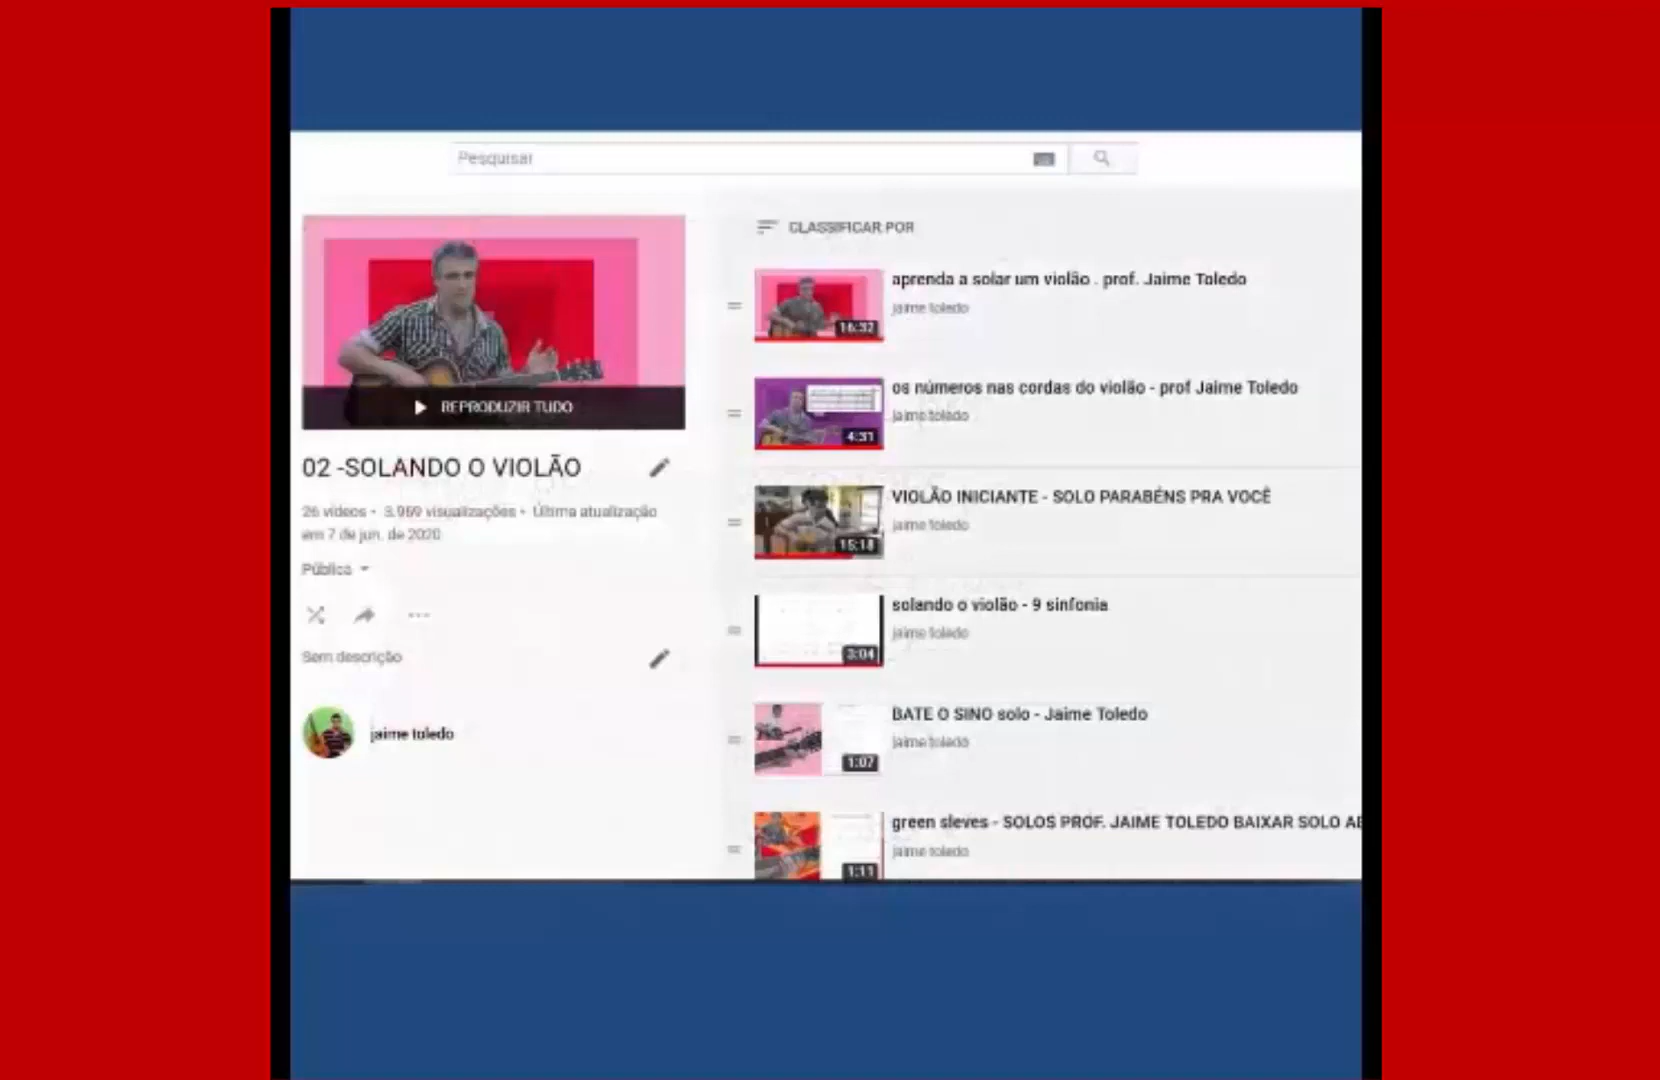 Pesquisar
REPRODUZIR TUDO
02 -SOLANDO O VIOLÃO
26 vídeos • 3.959 visualizações • Última atualização
em 7 de jun. de 2020
Público
Sem descrição
jaime toledo
CLASSIFICAR POR
aprenda a solar um violão . prof. Jaime Toledo
jaime toledo
16:32
os números nas cordas do violão - prof Jaime Toledo
jaime toledo
4:31
VIOLÃO INICIANTE - SOLO PARABÉNS PRA VOCÊ
jaime toledo
15:18
solando o violão - 9 sinfonia
jaime toledo
3:04
BATE O SINO solo - Jaime Toledo
jaime toledo
1:07
green sleves - SOLOS PROF. JAIME TOLEDO BAIXAR SOLO
jaime toledo
1:11